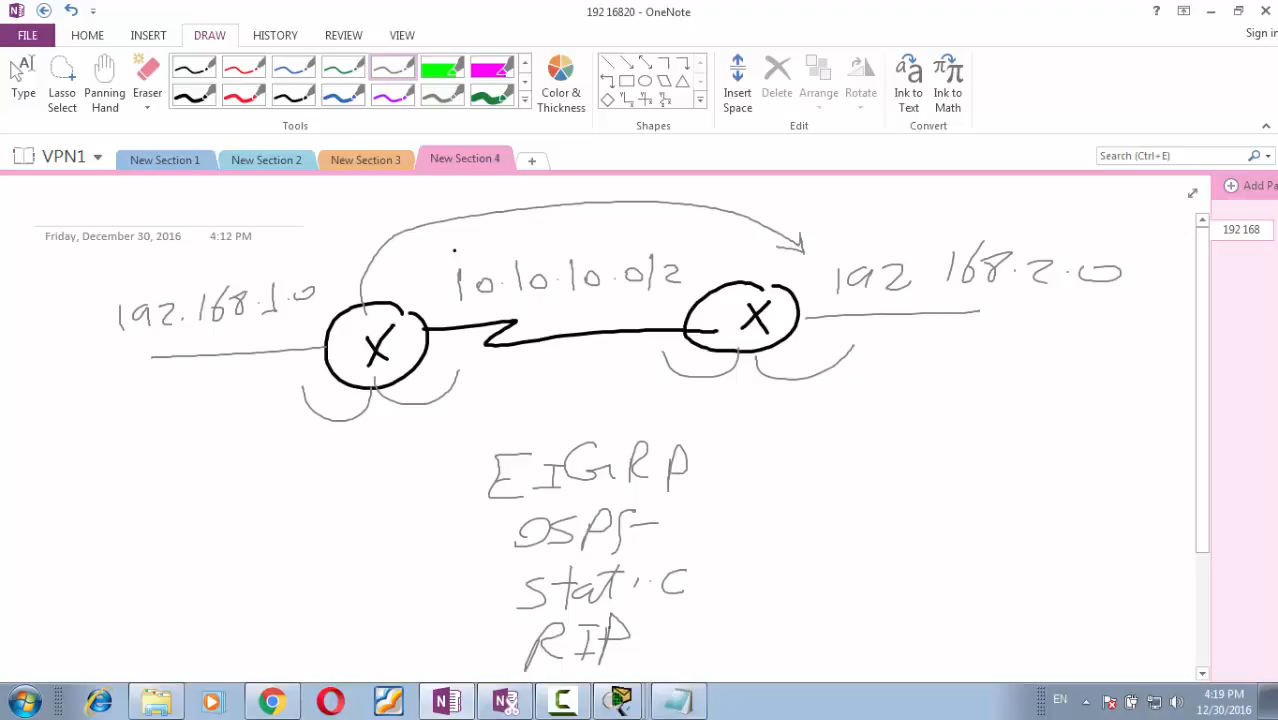 192 16820 - OneNote
Sign in
FILE HOME INSERT DRAW HISTORY REVIEW VIEW
Type
Lasso Select
Panning Hand
Eraser
Color & Thickness
Insert Space
Delete
Arrange
Rotate
Ink to Text
Ink to Math
Tools
Shapes
Edit
Convert
VPN1
New Section 1
New Section 2
New Section 3
New Section 4
Search (Ctrl+E)
Add Pa
192 168
Friday, December 30, 2016 4:12 PM
192.168.1.0
10.10.10.0/2
192 168.2.0
X
X
EIGRP
OSPF
static
RIP
EN
4:19 PM
12/30/2016